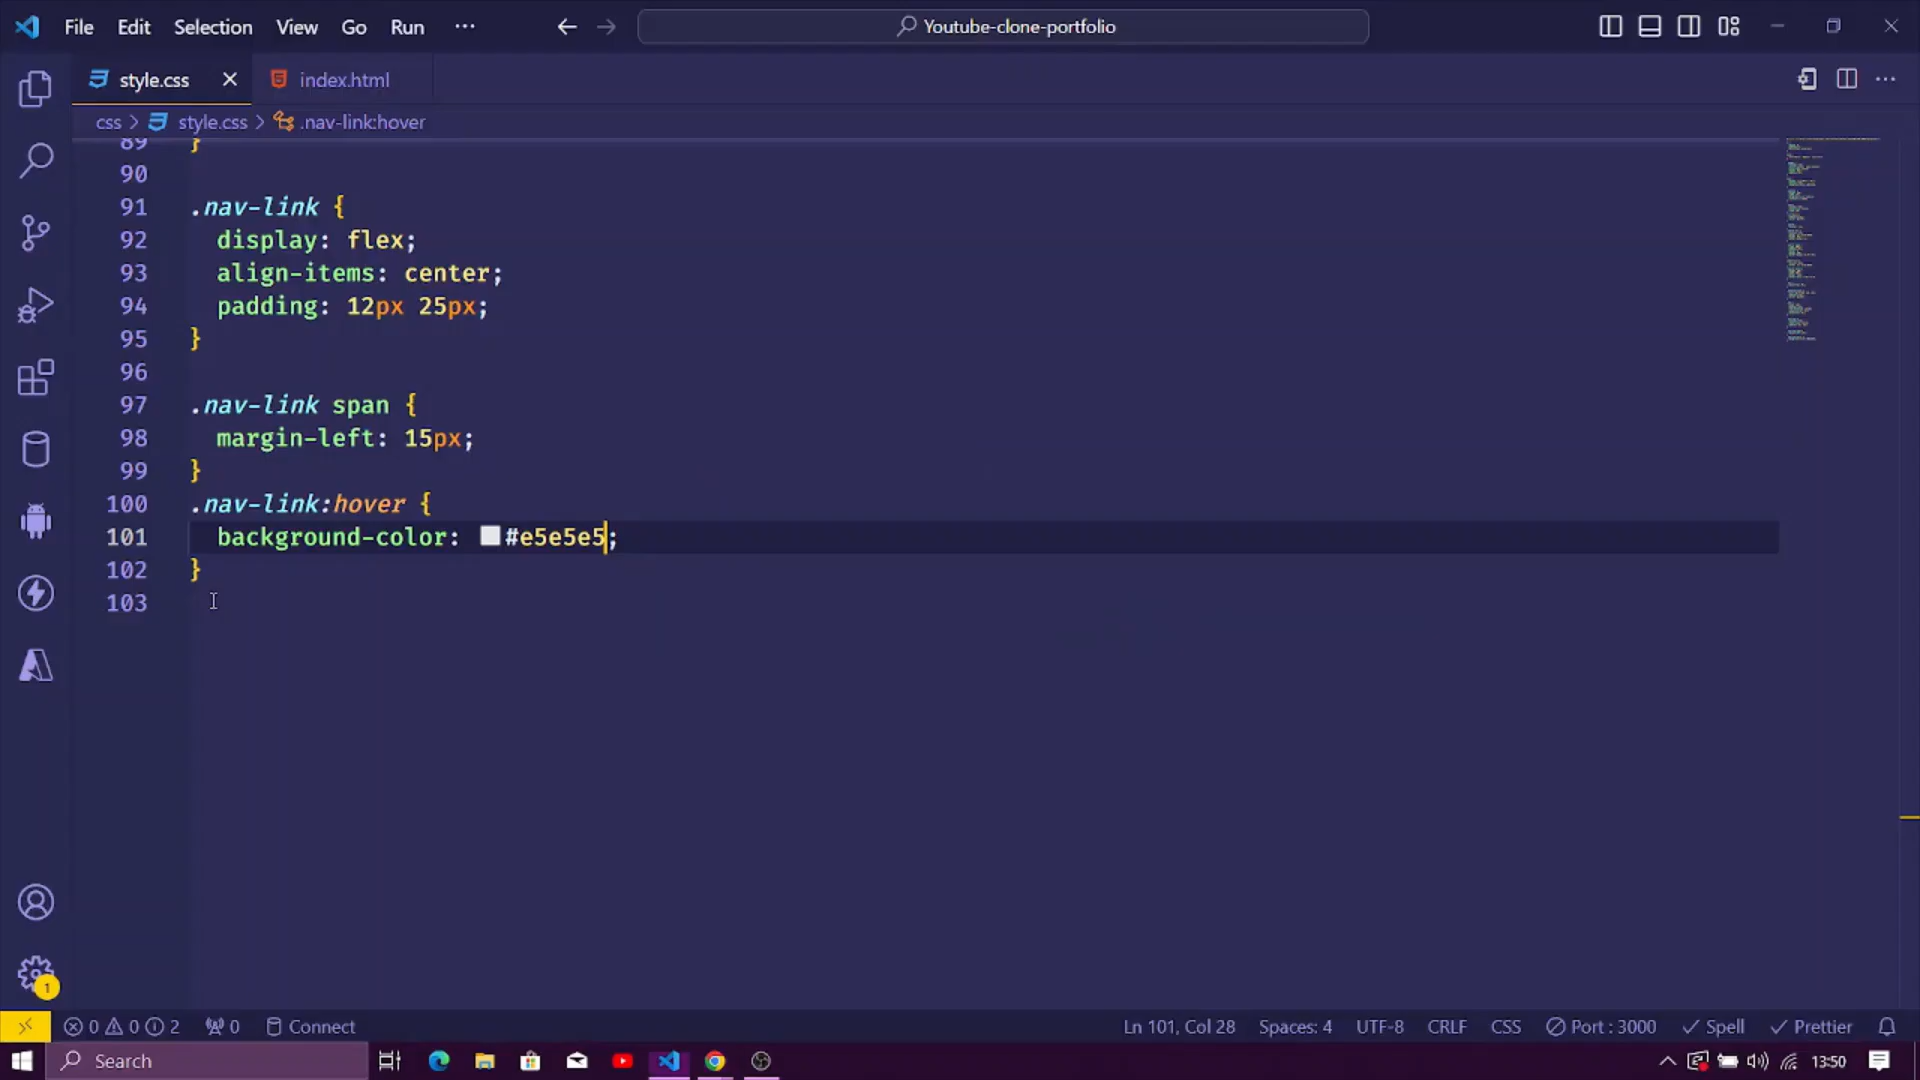 File Edit Selection View Go Run ···
Youtube-clone-portfolio
style.css
index.html
css > style.css > .nav-link:hover
89 }
90
91 .nav-link {
92 display: flex;
93 align-items: center;
94 padding: 12px 25px;
95 }
96
97 .nav-link span {
98 margin-left: 15px;
99 }
100 .nav-link:hover {
101 background-color: #e5e5e5;
102 }
103
1
0 0 2 0 Connect
Ln 101, Col 28 Spaces: 4 UTF-8 CRLF CSS Port : 3000 Spell Prettier
Search
13:50